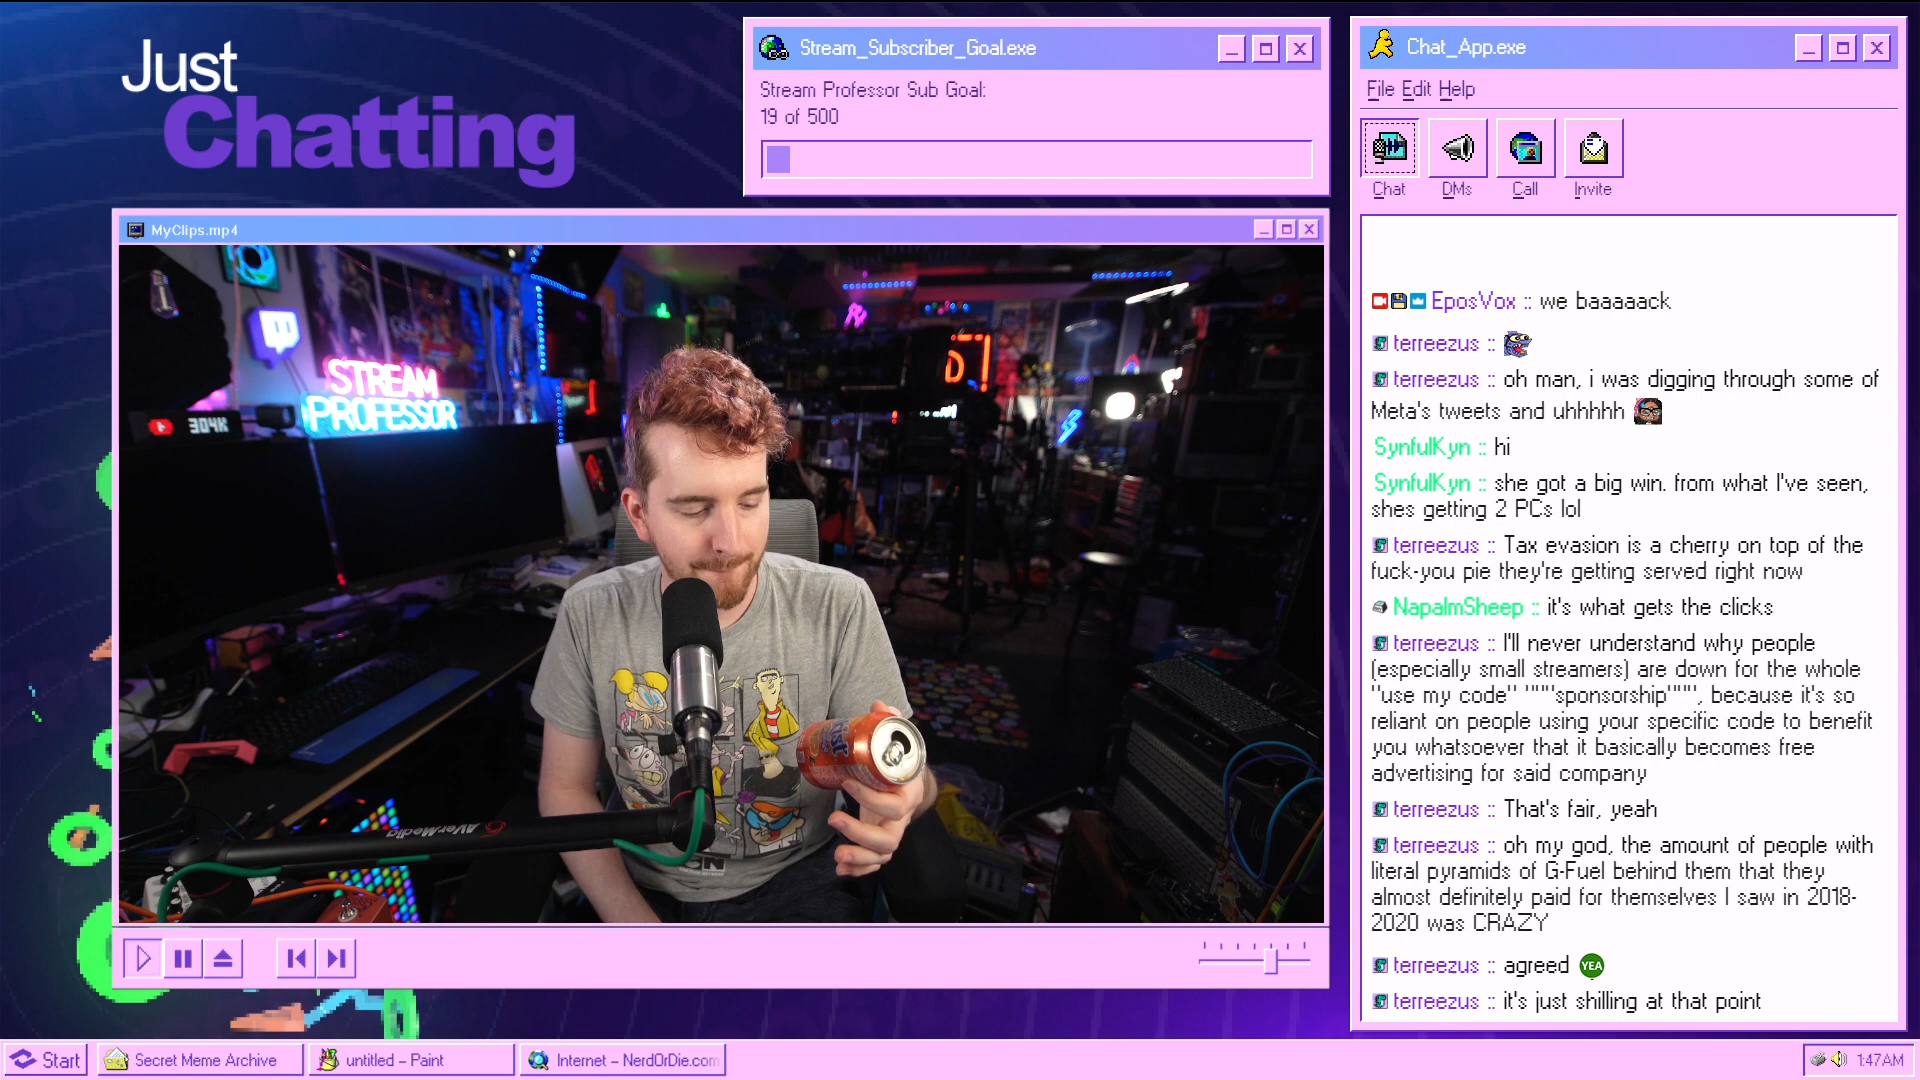 Just
Chatting
Stream_Subscriber_Goal.exe
Stream Professor Sub Goal:
19 of 500
MyClips.mp4
STREAM
PROFESSOR
304K
AVerMedia
CN
Chat_App.exe
File Edit Help
Chat DMs Call Invite
EposVox :: we baaaaack
terreezus ::
terreezus :: oh man, i was digging through some of
Meta's tweets and uhhhhh
SynfulKyn :: hi
SynfulKyn :: she got a big win. from what I've seen,
shes getting 2 PCs lol
terreezus :: Tax evasion is a cherry on top of the
fuck-you pie they're getting served right now
NapalmSheep :: it's what gets the clicks
terreezus :: I'll never understand why people
(especially small streamers) are down for the whole
"use my code" """sponsorship""", because it's so
reliant on people using your specific code to benefit
you whatsoever that it basically becomes free
advertising for said company
terreezus :: That's fair, yeah
terreezus :: oh my god, the amount of people with
literal pyramids of G-Fuel behind them that they
almost definitely paid for themselves I saw in 2018-
2020 was CRAZY
terreezus :: agreed YEA
terreezus :: it's just shilling at that point
Start
Secret Meme Archive
untitled - Paint
Internet - NerdOrDie.com
1:47AM